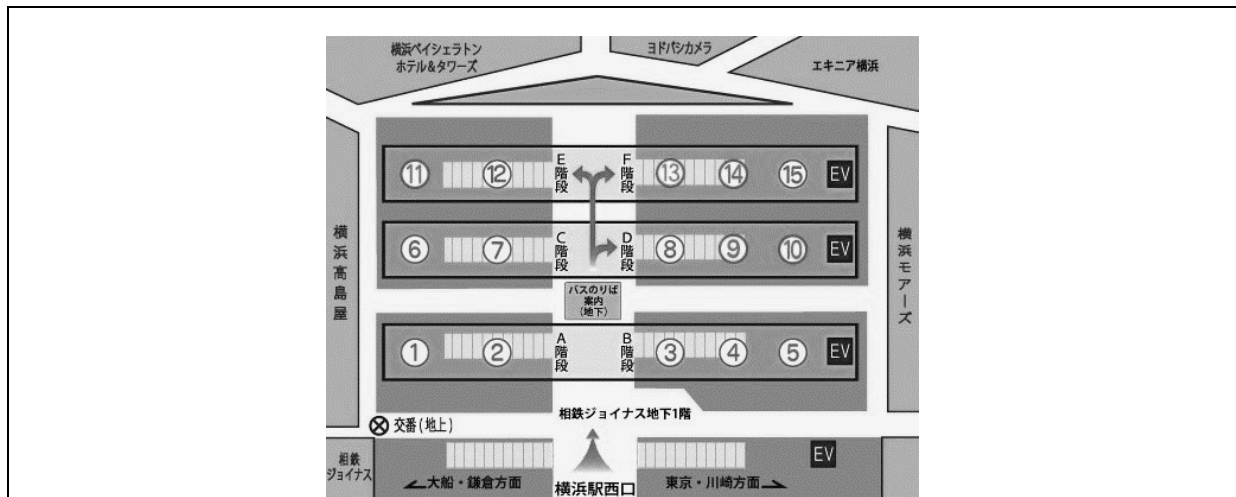 横浜ベイシェラトン
ホテル&タワーズ
ヨドバシカメラ
エキニア横浜
⑪
⑫
E階段
F階段
⑬
⑭
⑮
EV
横浜高島屋
⑥
⑦
C階段
D階段
⑧
⑨
⑩
EV
横浜モアーズ
バスのりば
案内
(地下)
①
②
A階段
B階段
③
④
⑤
EV
相鉄ジョイナス地下1階
交番(地上)
相鉄
ジョイナス
大船・鎌倉方面
横浜駅西口
東京・川崎方面
EV